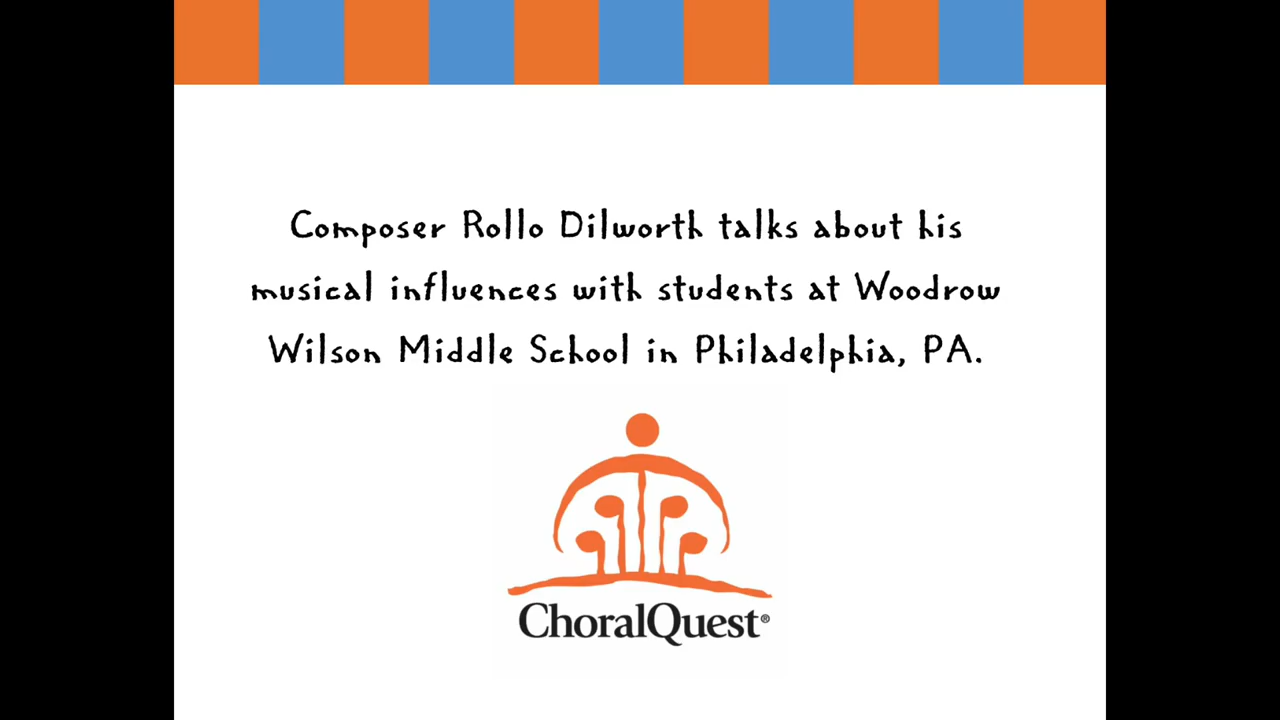 Composer Rollo Dilworth talks about his
musical influences with students at Woodrow
Wilson Middle School in Philadelphia, PA.
ChoralQuest®